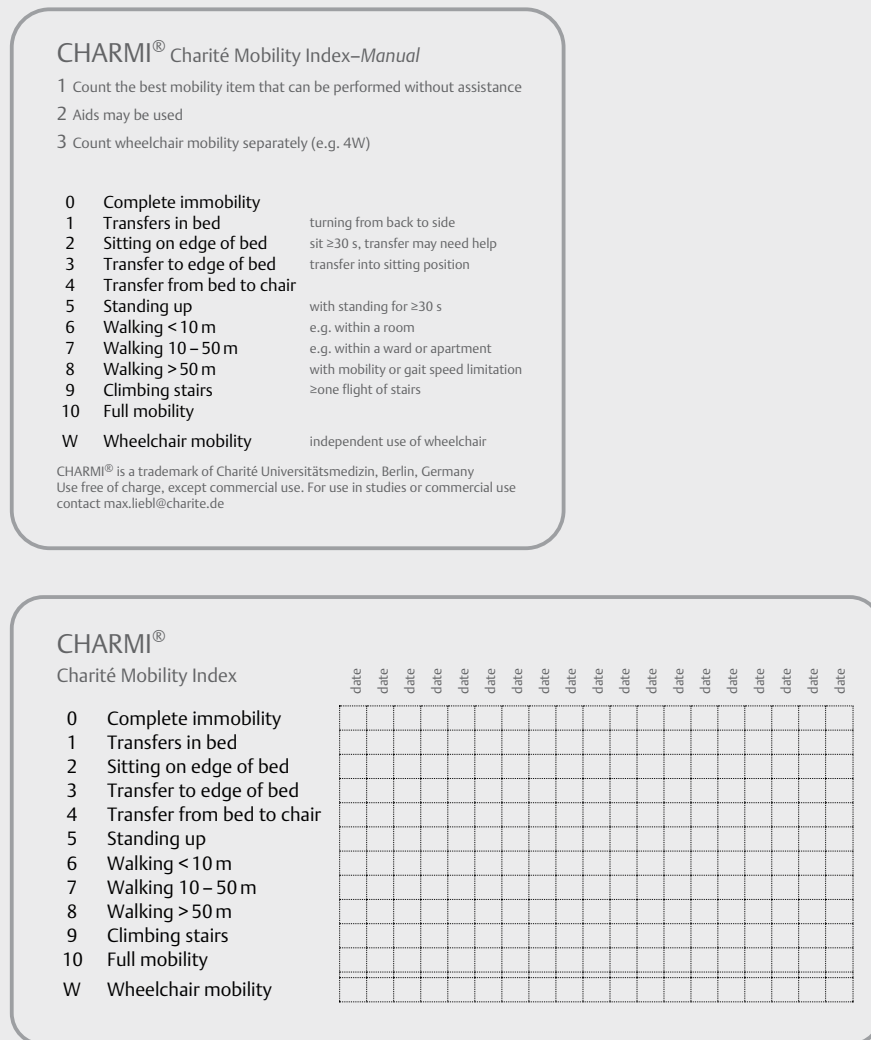 CHARMI® Charité Mobility Index–Manual
1 Count the best mobility item that can be performed without assistance
2 Aids may be used
3 Count wheelchair mobility separately (e.g. 4W)
0 Complete immobility
1 Transfers in bed turning from back to side
2 Sitting on edge of bed sit ≥30 s, transfer may need help
3 Transfer to edge of bed transfer into sitting position
4 Transfer from bed to chair
5 Standing up with standing for ≥30 s
6 Walking < 10 m e.g. within a room
7 Walking 10 – 50 m e.g. within a ward or apartment
8 Walking > 50 m with mobility or gait speed limitation
9 Climbing stairs ≥one flight of stairs
10 Full mobility
W Wheelchair mobility independent use of wheelchair
CHARMI® is a trademark of Charité Universitätsmedizin, Berlin, Germany
Use free of charge, except commercial use. For use in studies or commercial use
contact max.liebl@charite.de
CHARMI®
Charité Mobility Index date date date date date date date date date date date date date date date date date date date
0 Complete immobility
1 Transfers in bed
2 Sitting on edge of bed
3 Transfer to edge of bed
4 Transfer from bed to chair
5 Standing up
6 Walking < 10 m
7 Walking 10 – 50 m
8 Walking > 50 m
9 Climbing stairs
10 Full mobility
W Wheelchair mobility